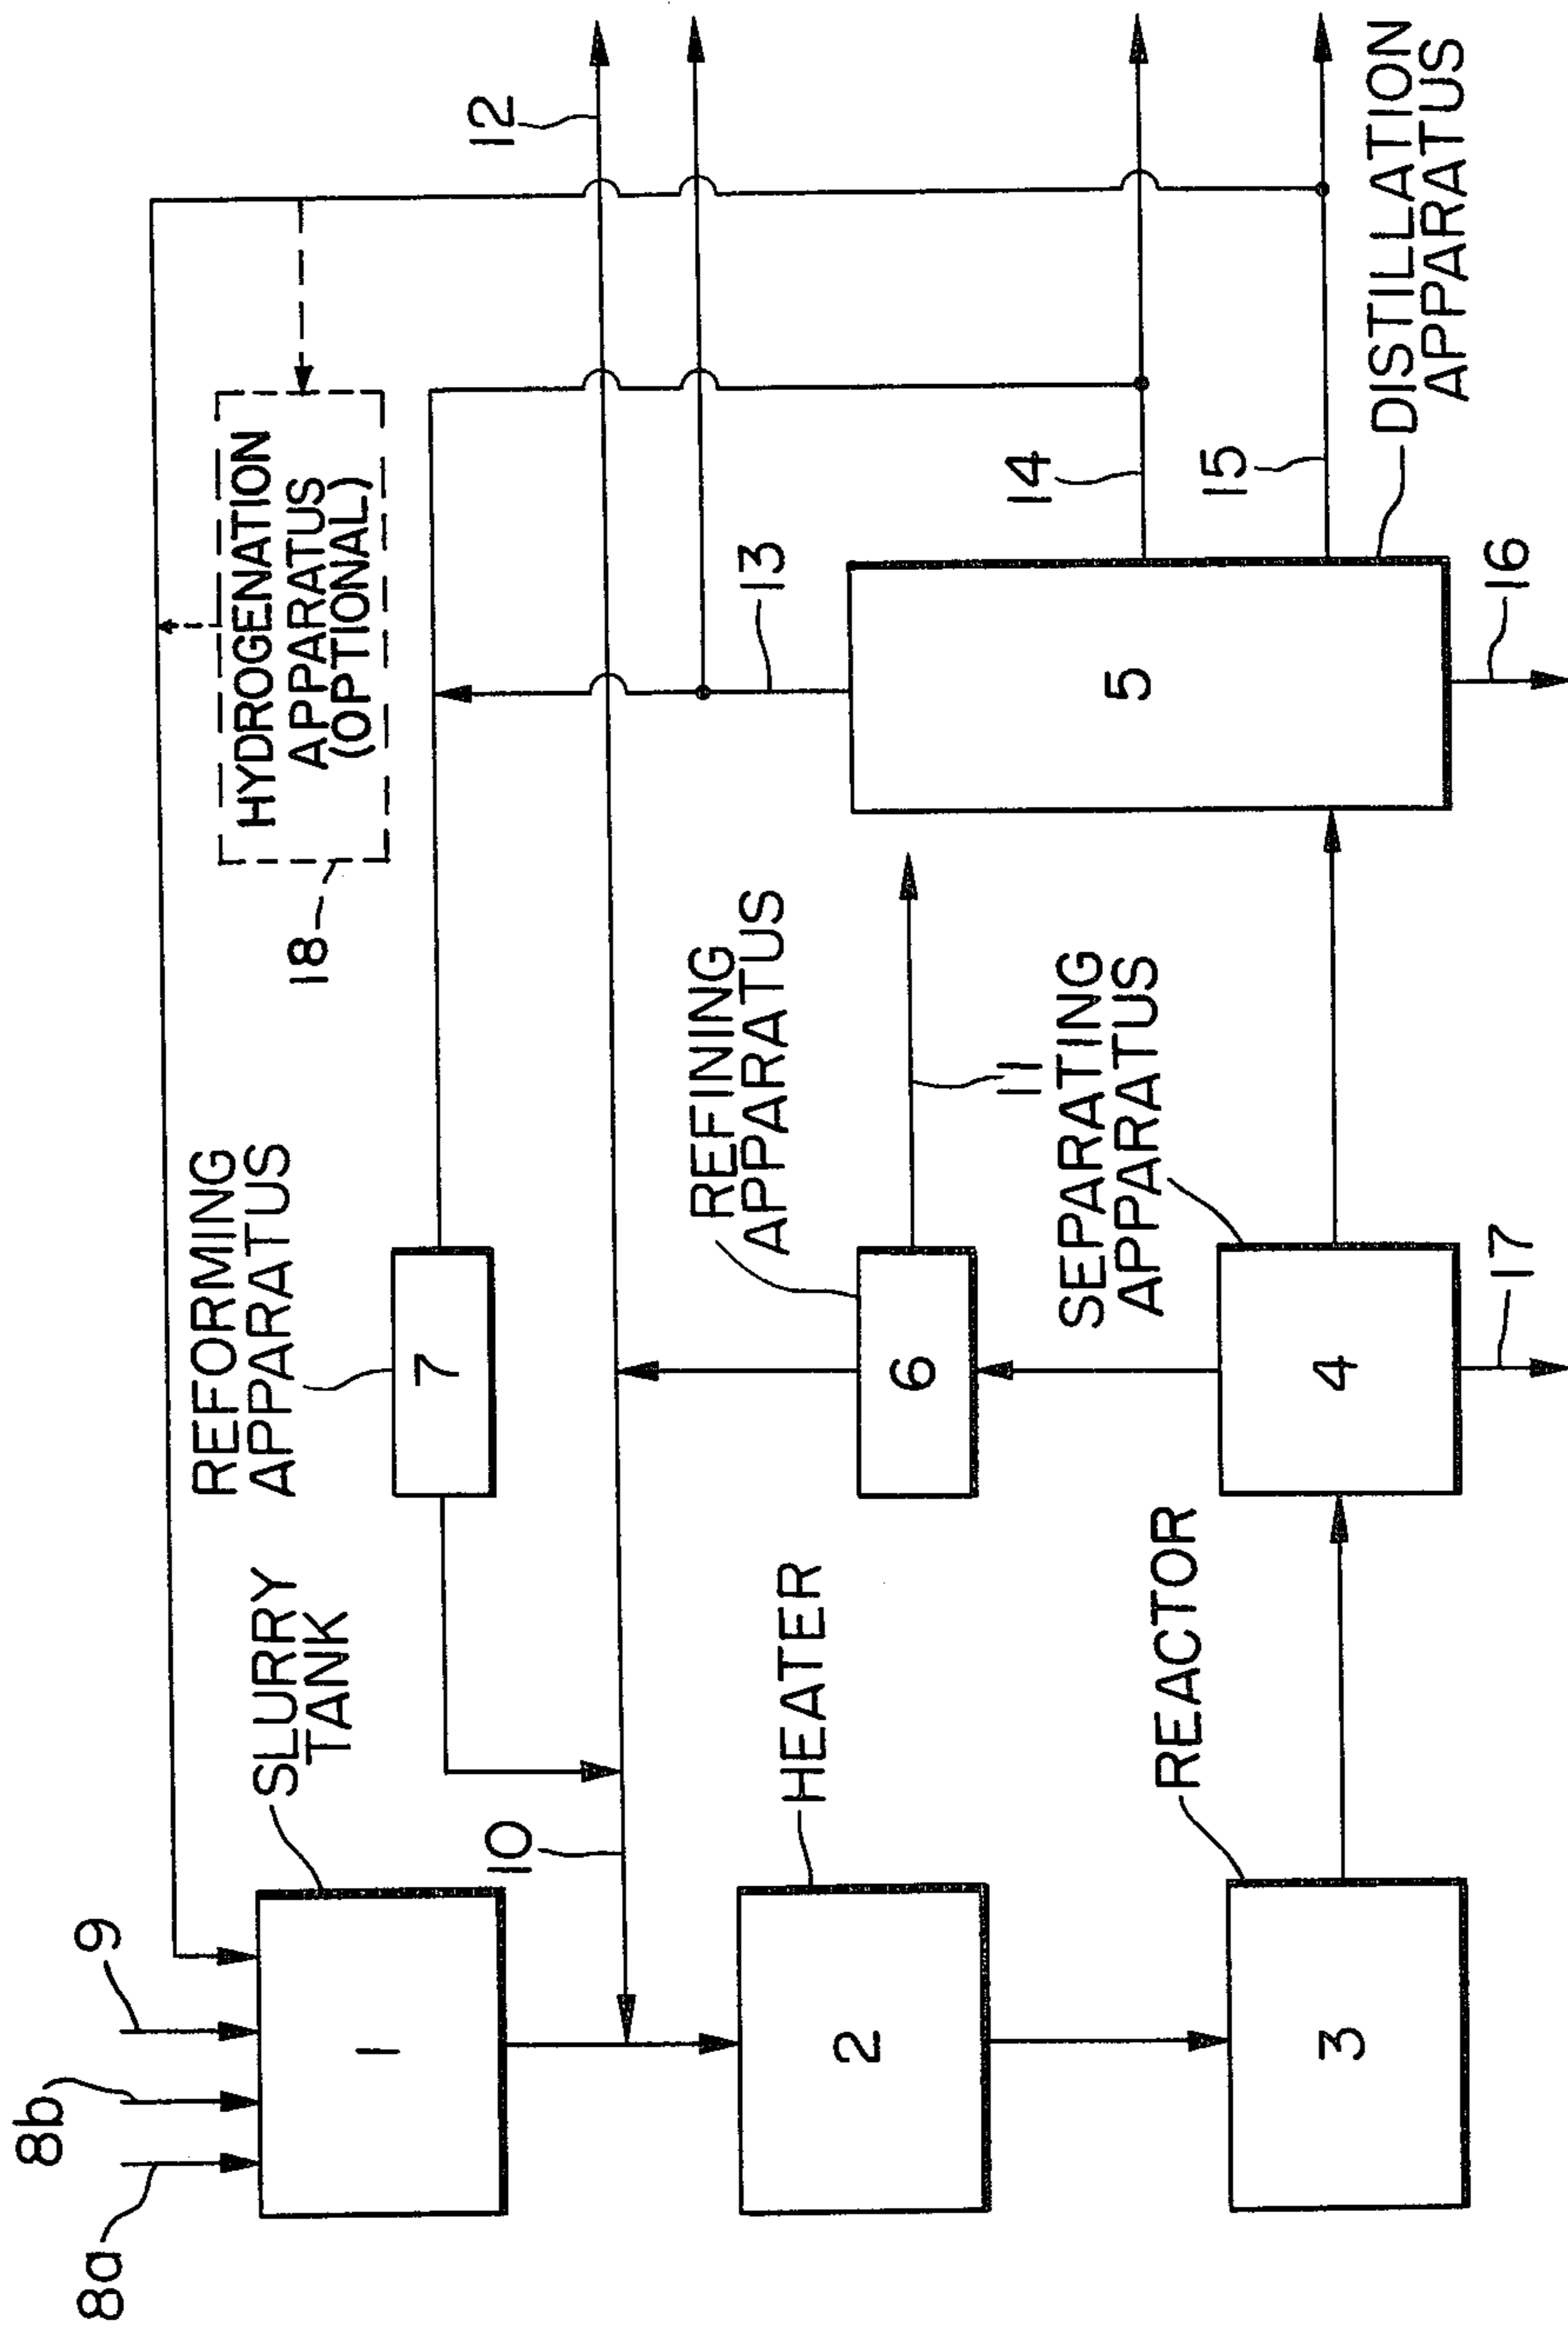 8a
8b
9
SLURRY
TANK
1
10
HEATER
2
REACTOR
3
REFORMING
APPARATUS
7
REFINING
APPARATUS
6
11
SEPARATING
APPARATUS
4
17
18
HYDROGENATION
APPARATUS
(OPTIONAL)
12
13
14
15
5
16
DISTILLATION
APPARATUS